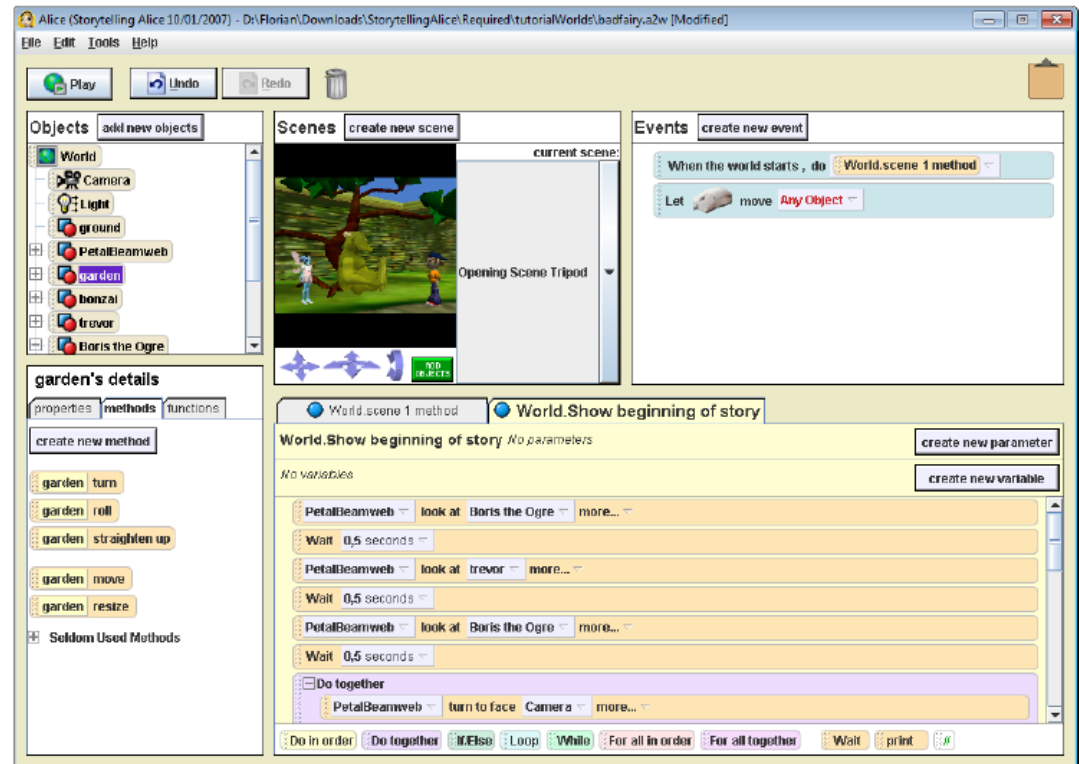 Alice (Storytelling Alice 10/01/2007) - D:\Florian\Downloads\StorytellingAlice\Required\tutorialWorlds\badfairy.a2w [Modified]
File Edit Tools Help
Play Undo Redo
Objects add new objects
World
Camera
Light
ground
PetalBeamweb
garden
bonzai
trevor
Boris the Ogre
Scenes create new scene
current scene:
Opening Scene Tripod
ADD
OBJECTS
Events create new event
When the world starts , do World.scene 1 method
Let move Any Object
garden's details
properties methods functions
create new method
garden turn
garden roll
garden straighten up
garden move
garden resize
Seldom Used Methods
World.scene 1 method World.Show beginning of story
World.Show beginning of story No parameters create new parameter
No variables create new variable
PetalBeamweb look at Boris the Ogre more...
Wait 0,5 seconds
PetalBeamweb look at trevor more...
Wait 0,5 seconds
PetalBeamweb look at Boris the Ogre more...
Wait 0,5 seconds
Do together
PetalBeamweb turn to face Camera more...
Do in order Do together If/Else Loop While For all in order For all together Wait print //